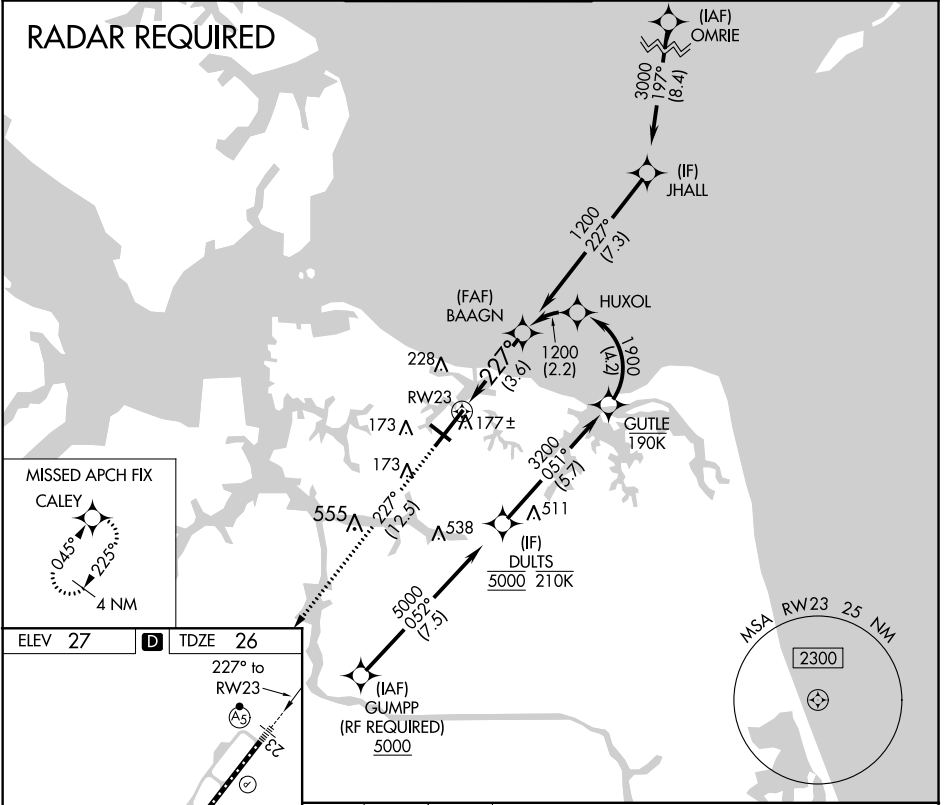 RADAR REQUIRED
(IAF)
OMRIE
3000
197°
(8.4)
(IF)
JHALL
1200
227°
(7.3)
(FAF)
BAAGN
HUXOL
1200
(2.2)
1900
(4.2)
228
227°
(3.6)
RW23
177±
173
GUTLE
190K
173
3200
051°
(5.7)
MISSED APCH FIX
CALEY
045°
225°
4 NM
555
227°
(12.5)
538
511
(IF)
DULTS
5000 210K
5000
052°
(7.5)
MSA RW23 25 NM
2300
ELEV 27
D
TDZE 26
227° to
RW23
A5
23
P
(IAF)
GUMPP
(RF REQUIRED)
5000